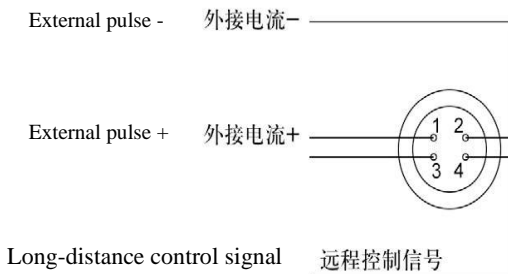 External pulse - 外接电流-
1 2
External pulse + 外接电流+
3 4
Long-distance control signal 远程控制信号